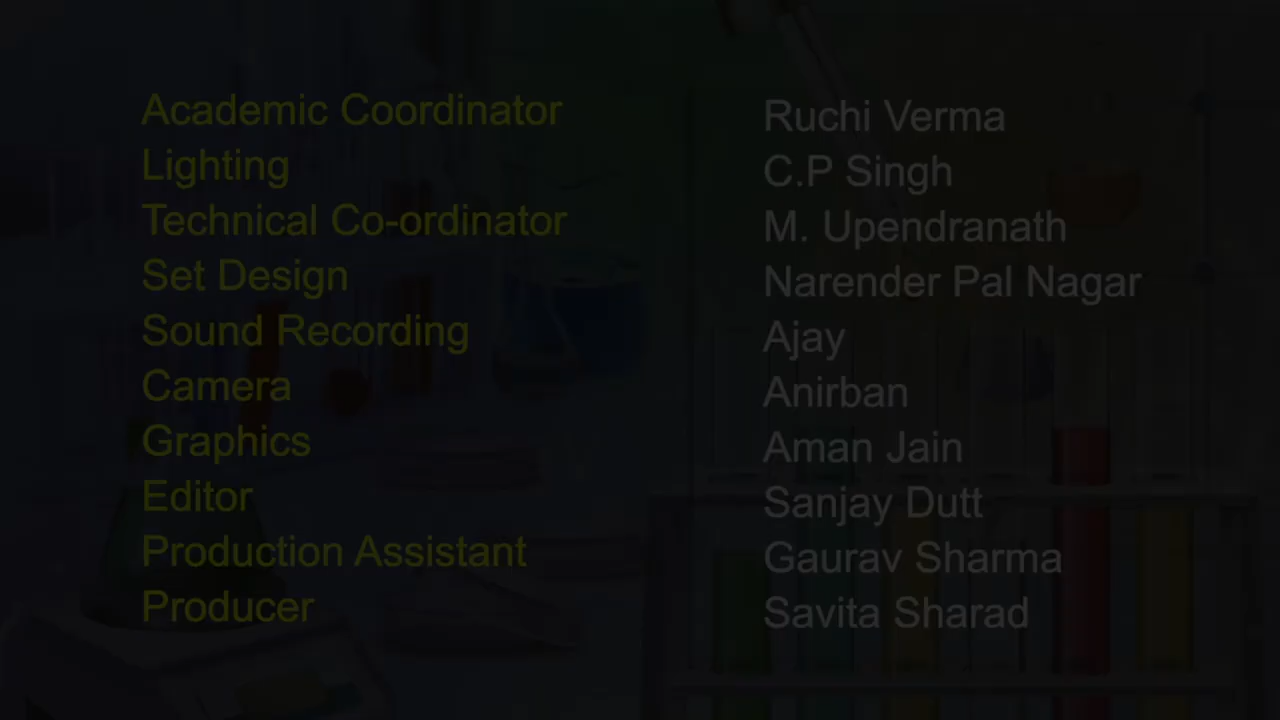 Academic Coordinator Ruchi Verma
Lighting C.P Singh
Technical Co-ordinator M. Upendranath
Set Design Narender Pal Nagar
Sound Recording Ajay
Camera Anirban
Graphics Aman Jain
Editor Sanjay Dutt
Production Assistant Gaurav Sharma
Producer Savita Sharad